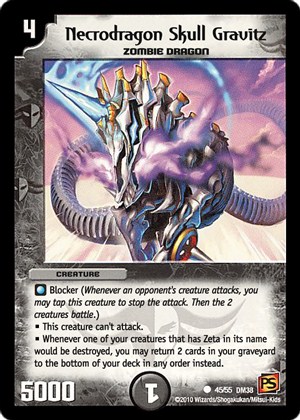 4
Necrodragon Skull Gravitz
ZOMBIE DRAGON
CREATURE
Blocker (Whenever an opponent's creature attacks, you
may tap this creature to stop the attack. Then the 2
creatures battle.)
▪ This creature can't attack.
▪ Whenever one of your creatures that has Zeta in its name
would be destroyed, you may return 2 cards in your graveyard
to the bottom of your deck in any order instead.
5000
1
45/55 DM38
©2010 Wizards/Shogakukan/Mitsui-Kids
PS